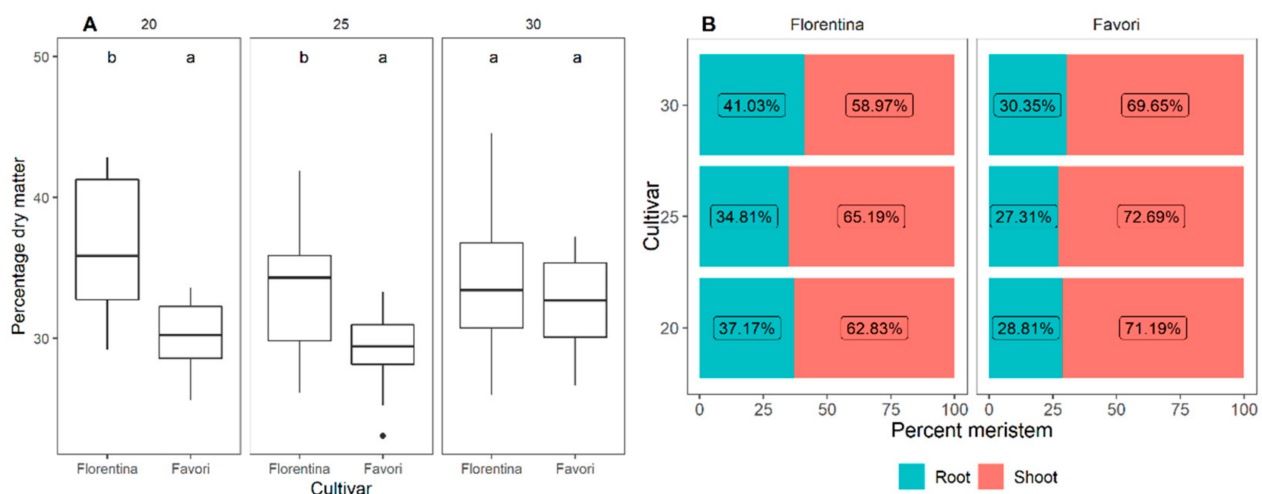 A
20 25 30
b a b a a a
50
40
30
Percentage dry matter
Florentina Favori Florentina Favori Florentina Favori
Cultivar
B
Florentina Favori
30
41.03% 58.97% 30.35% 69.65%
25
34.81% 65.19% 27.31% 72.69%
20
37.17% 62.83% 28.81% 71.19%
Cultivar
0 25 50 75 100 0 25 50 75 100
Percent meristem
Root Shoot